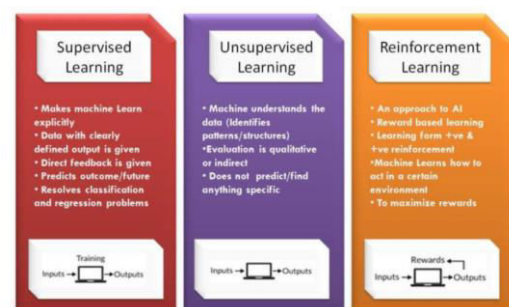 Supervised
Learning
• Makes machine Learn
explicitly
• Data with clearly
defined output is given
• Direct feedback is given
• Predicts outcome/future
• Resolves classification
and regression problems
Training
Inputs
Outputs
Unsupervised
Learning
• Machine understands the
data (Identifies
patterns/structures)
•Evaluation is qualitative
or indirect
• Does not predict/find
anything specific
Inputs
Outputs
Reinforcement
Learning
• An approach to AI
• Reward based learning
• Learning form +ve &
+ve reinforcement
•Machine Learns how to
act in a certain
environment
• To maximize rewards
Rewards
Inputs
Outputs